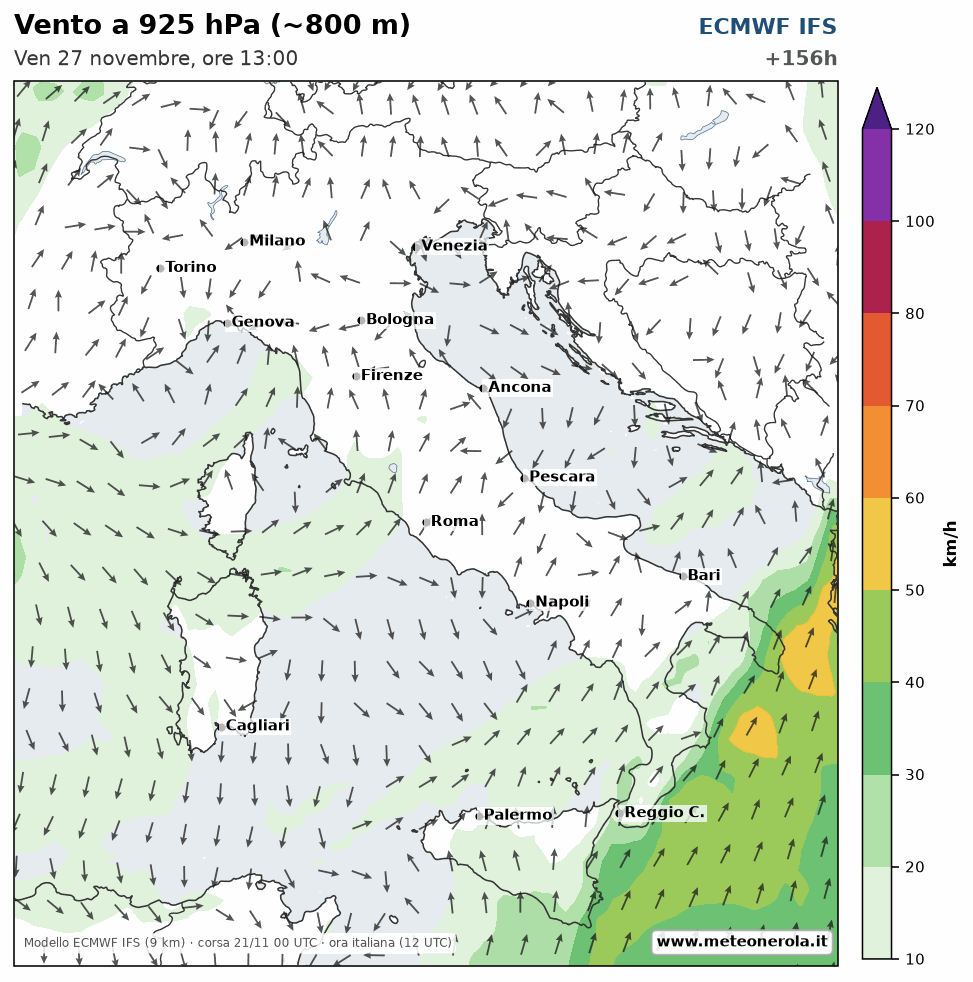 Vento a 925 hPa (~800 m)
ECMWF IFS
Ven 27 novembre, ore 13:00
+156h
120
100
80
70
60
50
40
30
20
10
km/h
Milano
Venezia
Torino
Genova
Bologna
Firenze
Ancona
Pescara
Roma
Bari
Napoli
Cagliari
Palermo
Reggio C.
Modello ECMWF IFS (9 km) · corsa 21/11 00 UTC · ora italiana (12 UTC)
www.meteonerola.it